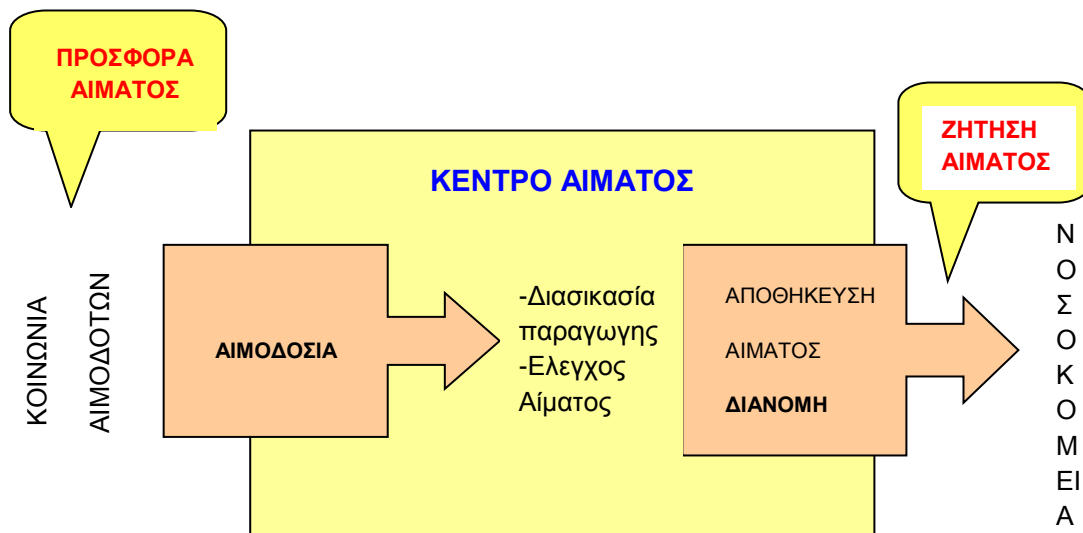 ΠΡΟΣΦΟΡΑ
ΑΙΜΑΤΟΣ
ΖΗΤΗΣΗ
ΑΙΜΑΤΟΣ
ΚΕΝΤΡΟ ΑΙΜΑΤΟΣ
ΚΟΙΝΩΝΙΑ
ΑΙΜΟΔΟΤΩΝ
ΑΙΜΟΔΟΣΙΑ
-Διασικασία
παραγωγης
-Ελεγχος
Αίματος
ΑΠΟΘΗΚΕΥΣΗ
ΑΙΜΑΤΟΣ
ΔΙΑΝΟΜΗ
Ν
Ο
Σ
Ο
Κ
Ο
Μ
ΕΙ
Α